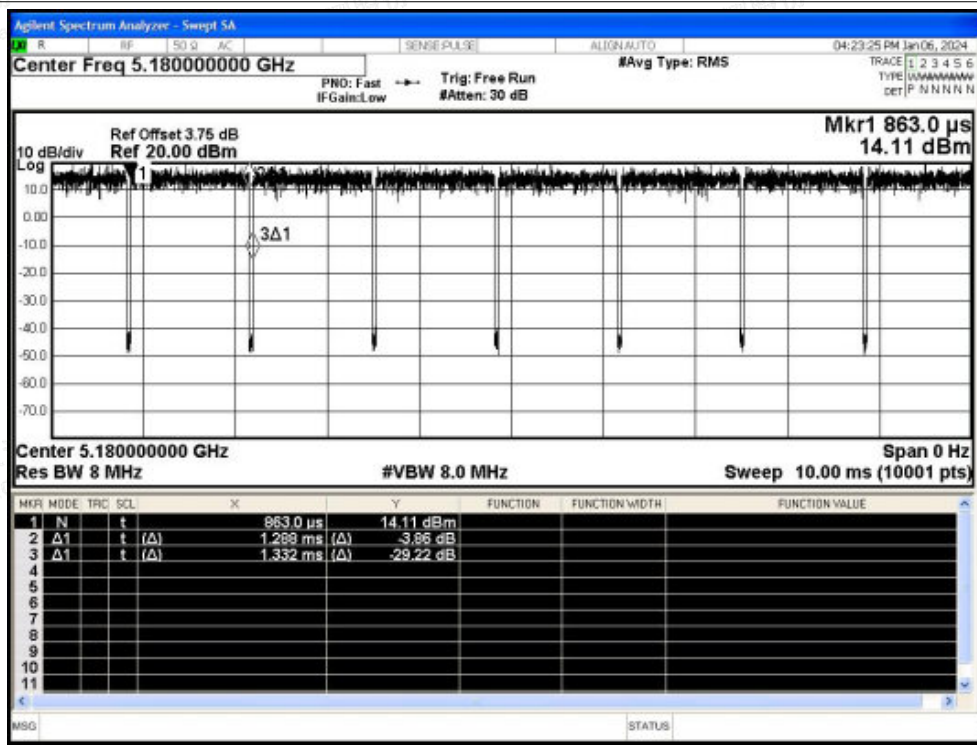 Agilent Spectrum Analyzer - Swept SA
R RF 50 Ω AC SENSE:PULSE ALIGNAUTO 04:23:25 PM Jan 06, 2024
Center Freq 5.180000000 GHz #Avg Type: RMS TRACE 1 2 3 4 5 6
PNO: Fast Trig: Free Run TYPE
IFGain:Low #Atten: 30 dB DET P N N N N N
Mkr1 863.0 µs
14.11 dBm
Ref Offset 3.75 dB
10 dB/div Ref 20.00 dBm
Log
1
10.0
0.00
3Δ1
-10.0
-20.0
-30.0
-40.0
-50.0
-60.0
-70.0
Center 5.180000000 GHz Span 0 Hz
Res BW 8 MHz #VBW 8.0 MHz Sweep 10.00 ms (10001 pts)
MKR MODE TRC SCL X Y FUNCTION FUNCTION WIDTH FUNCTION VALUE
1 N t 863.0 µs 14.11 dBm
2 Δ1 t (Δ) 1.288 ms (Δ) -3.86 dB
3 Δ1 t (Δ) 1.332 ms (Δ) -29.22 dB
4
5
6
7
8
9
10
11
MSG STATUS